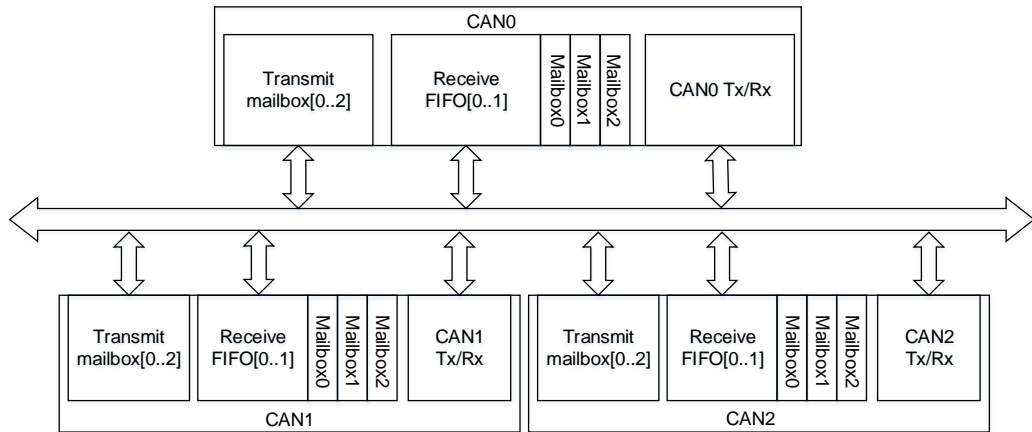 CAN0
Transmit
mailbox[0..2]
Receive
FIFO[0..1]
Mailbox0
Mailbox1
Mailbox2
CAN0 Tx/Rx
Transmit
mailbox[0..2]
Receive
FIFO[0..1]
Mailbox0
Mailbox1
Mailbox2
CAN1
Tx/Rx
CAN1
Transmit
mailbox[0..2]
Receive
FIFO[0..1]
Mailbox0
Mailbox1
Mailbox2
CAN2
Tx/Rx
CAN2